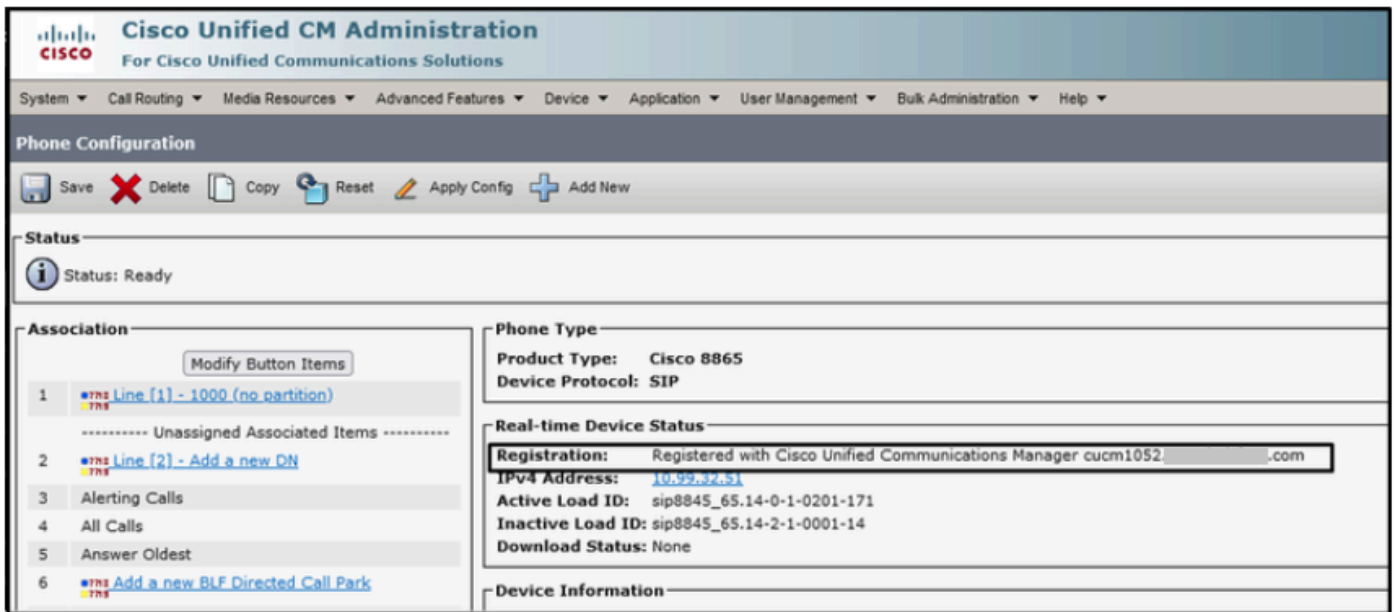 CISCO
Cisco Unified CM Administration
For Cisco Unified Communications Solutions
System Call Routing Media Resources Advanced Features Device Application User Management Bulk Administration Help
Phone Configuration
Save Delete Copy Reset Apply Config Add New
Status
Status: Ready
Association
Modify Button Items
1 Line [1] - 1000 (no partition)
---------- Unassigned Associated Items ----------
2 Line [2] - Add a new DN
3 Alerting Calls
4 All Calls
5 Answer Oldest
6 Add a new BLF Directed Call Park
Phone Type
Product Type: Cisco 8865
Device Protocol: SIP
Real-time Device Status
Registration: Registered with Cisco Unified Communications Manager cucm1052. .com
IPv4 Address: 10.99.32.51
Active Load ID: sip8845_65.14-0-1-0201-171
Inactive Load ID: sip8845_65.14-2-1-0001-14
Download Status: None
Device Information